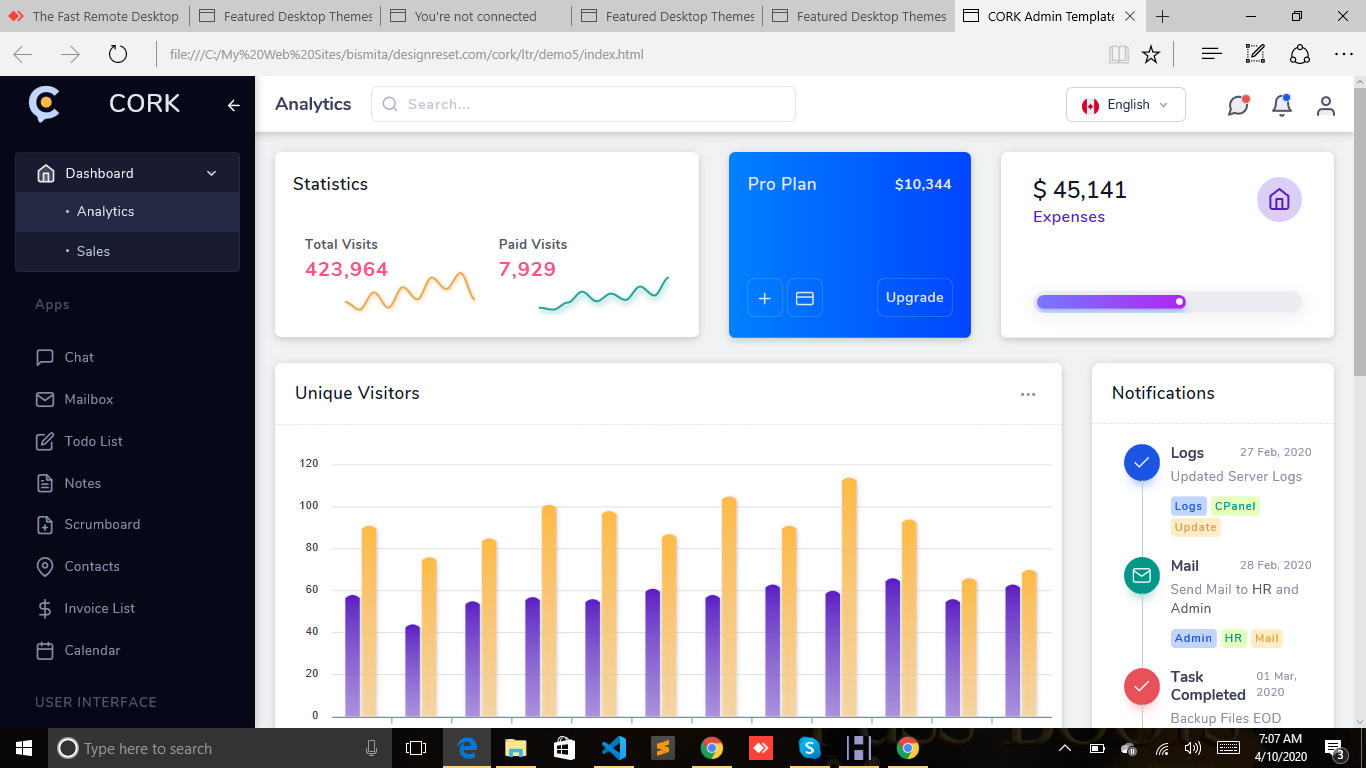 The Fast Remote Desktop
Featured Desktop Themes
You're not connected
Featured Desktop Themes
Featured Desktop Themes
CORK Admin Template
file:///C:/My%20Web%20Sites/bismita/designreset.com/cork/ltr/demo5/index.html
CORK
Analytics
Search...
English
Dashboard
Analytics
Sales
Apps
Chat
Mailbox
Todo List
Notes
Scrumboard
Contacts
Invoice List
Calendar
USER INTERFACE
Statistics
Total Visits
423,964
Paid Visits
7,929
Pro Plan
$10,344
Upgrade
$ 45,141
Expenses
Unique Visitors
120
100
80
60
40
20
0
Notifications
Logs
27 Feb, 2020
Updated Server Logs
Logs CPanel
Update
Mail
28 Feb, 2020
Send Mail to HR and
Admin
Admin HR Mail
Task
Completed
01 Mar,
2020
Backup Files EOD
Type here to search
7:07 AM
4/10/2020
3